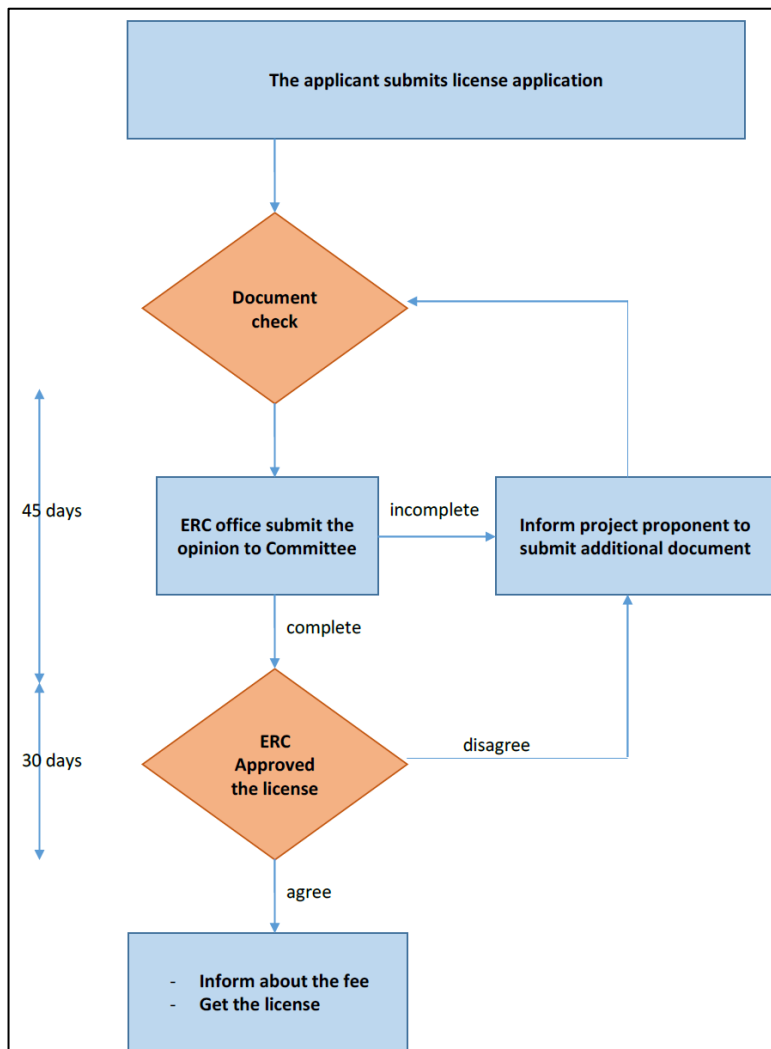 The applicant submits license application
Document
check
45 days
ERC office submit the
opinion to Committee
incomplete
Inform project proponent to
submit additional document
complete
ERC
Approved
the license
disagree
30 days
agree
- Inform about the fee
- Get the license